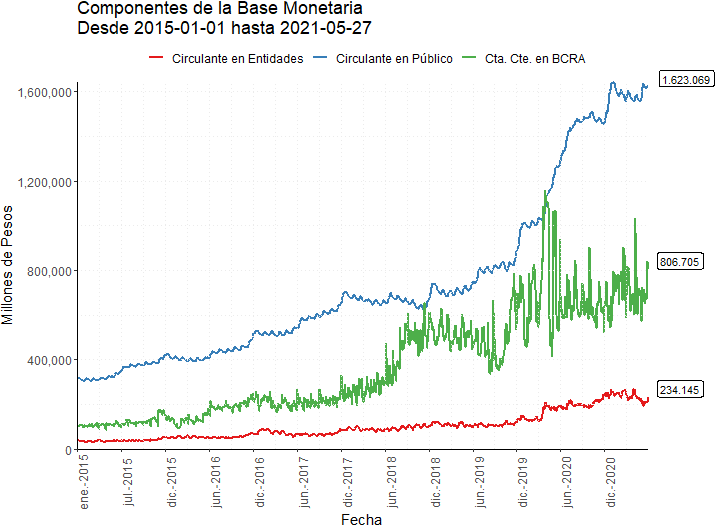 Componentes de la Base Monetaria
Desde 2015-01-01 hasta 2021-05-27
Circulante en Entidades
Circulante en Público
Cta. Cte. en BCRA
Millones de Pesos
1,600,000
1,200,000
800,000
400,000
0
1.623.069
806.705
234.145
ene.-2015
jul.-2015
dic.-2015
jun.-2016
dic.-2016
jun.-2017
dic.-2017
jun.-2018
dic.-2018
jun.-2019
dic.-2019
jun.-2020
dic.-2020
Fecha